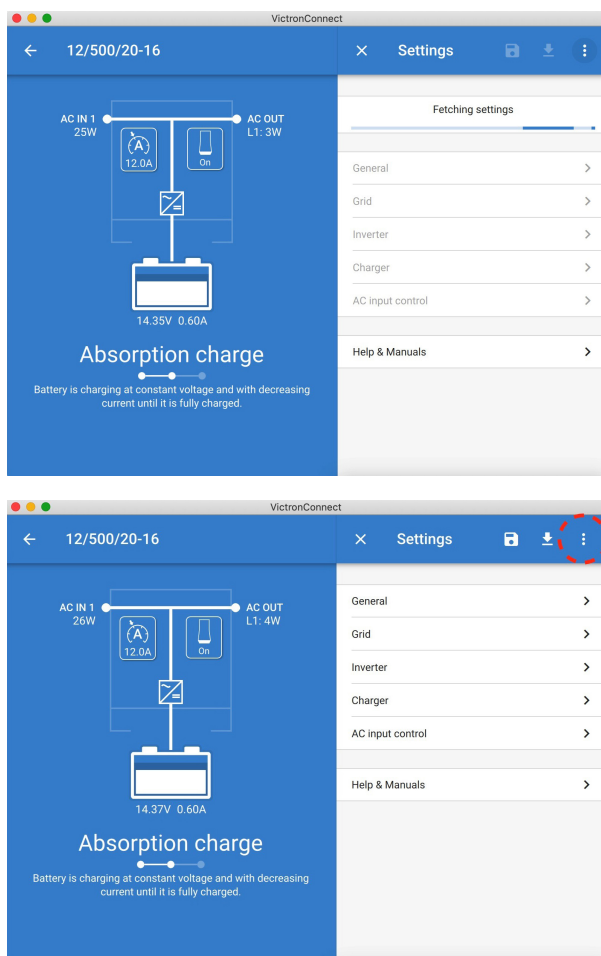 VictronConnect
12/500/20-16
Settings
AC IN 1
25W
AC OUT
L1: 3W
A
12.0A
On
14.35V 0.60A
Absorption charge
Battery is charging at constant voltage and with decreasing
current until it is fully charged.
Fetching settings
General
Grid
Inverter
Charger
AC input control
Help & Manuals
VictronConnect
12/500/20-16
Settings
AC IN 1
26W
AC OUT
L1: 4W
A
12.0A
On
14.37V 0.60A
Absorption charge
Battery is charging at constant voltage and with decreasing
current until it is fully charged.
General
Grid
Inverter
Charger
AC input control
Help & Manuals